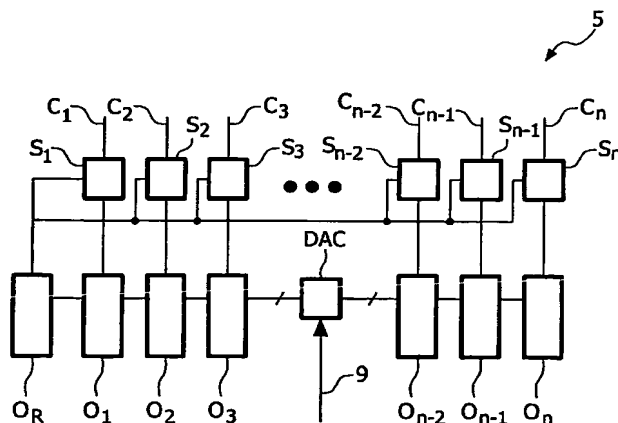 5
C1 C2 C3 Cn-2 Cn-1 Cn
S1 S2 S3 Sn-2 Sn-1 Sn
DAC
OR O1 O2 O3 9 On-2 On-1 On